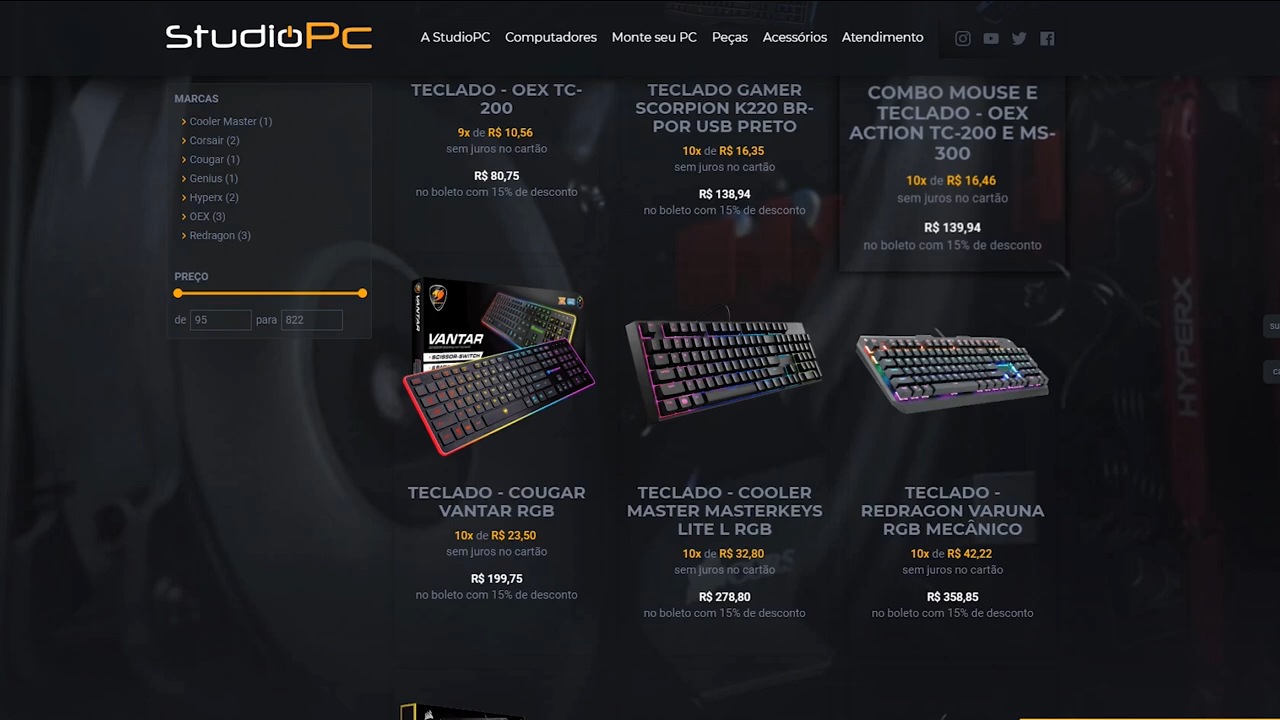 StudioPc
A StudioPC Computadores Monte seu PC Peças Acessórios Atendimento
MARCAS
Cooler Master (1)
Corsair (2)
Cougar (1)
Genius (1)
Hyperx (2)
OEX (3)
Redragon (3)
PREÇO
de 95 para 822
TECLADO - OEX TC-
200
9x de R$ 10,56
sem juros no cartão
R$ 80,75
no boleto com 15% de desconto
TECLADO GAMER
SCORPION K220 BR-
POR USB PRETO
10x de R$ 16,35
sem juros no cartão
R$ 138,94
no boleto com 15% de desconto
COMBO MOUSE E
TECLADO - OEX
ACTION TC-200 E MS-
300
10x de R$ 16,46
sem juros no cartão
R$ 139,94
no boleto com 15% de desconto
VANTAR
SCISSOR-SWITCH
TECLADO - COUGAR
VANTAR RGB
10x de R$ 23,50
sem juros no cartão
R$ 199,75
no boleto com 15% de desconto
TECLADO - COOLER
MASTER MASTERKEYS
LITE L RGB
10x de R$ 32,80
sem juros no cartão
R$ 278,80
no boleto com 15% de desconto
TECLADO -
REDRAGON VARUNA
RGB MECÂNICO
10x de R$ 42,22
sem juros no cartão
R$ 358,85
no boleto com 15% de desconto
HYPERX